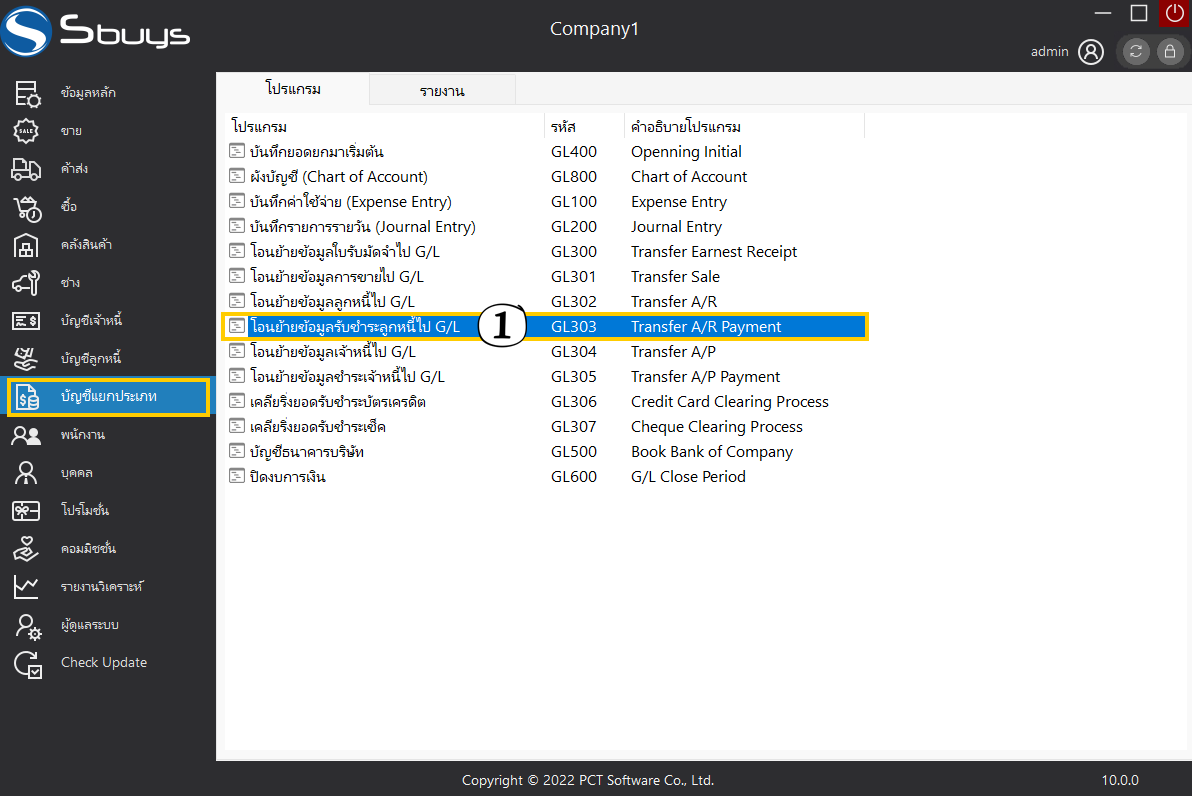 Sbuys
Company1
admin
ข้อมูลหลัก
ขาย
ค้าส่ง
ซื้อ
คลังสินค้า
ช่าง
บัญชีเจ้าหนี้
บัญชีลูกหนี้
บัญชีแยกประเภท
พนักงาน
บุคคล
โปรโมชั่น
คอมมิชชั่น
รายงานวิเคราะห์
ผู้ดูแลระบบ
Check Update
โปรแกรม รายงาน
โปรแกรม รหัส คำอธิบายโปรแกรม
บันทึกยอดยกมาเริ่มต้น GL400 Openning Initial
ผังบัญชี (Chart of Account) GL800 Chart of Account
บันทึกค่าใช้จ่าย (Expense Entry) GL100 Expense Entry
บันทึกรายการรายวัน (Journal Entry) GL200 Journal Entry
โอนย้ายข้อมูลใบรับมัดจำไป G/L GL300 Transfer Earnest Receipt
โอนย้ายข้อมูลการขายไป G/L GL301 Transfer Sale
โอนย้ายข้อมูลลูกหนี้ไป G/L GL302 Transfer A/R
โอนย้ายข้อมูลรับชำระลูกหนี้ไป G/L 1 GL303 Transfer A/R Payment
โอนย้ายข้อมูลเจ้าหนี้ไป G/L GL304 Transfer A/P
โอนย้ายข้อมูลชำระเจ้าหนี้ไป G/L GL305 Transfer A/P Payment
เคลียริ่งยอดรับชำระบัตรเครดิต GL306 Credit Card Clearing Process
เคลียริ่งยอดรับชำระเช็ค GL307 Cheque Clearing Process
บัญชีธนาคารบริษัท GL500 Book Bank of Company
ปิดงบการเงิน GL600 G/L Close Period
Copyright © 2022 PCT Software Co., Ltd. 10.0.0